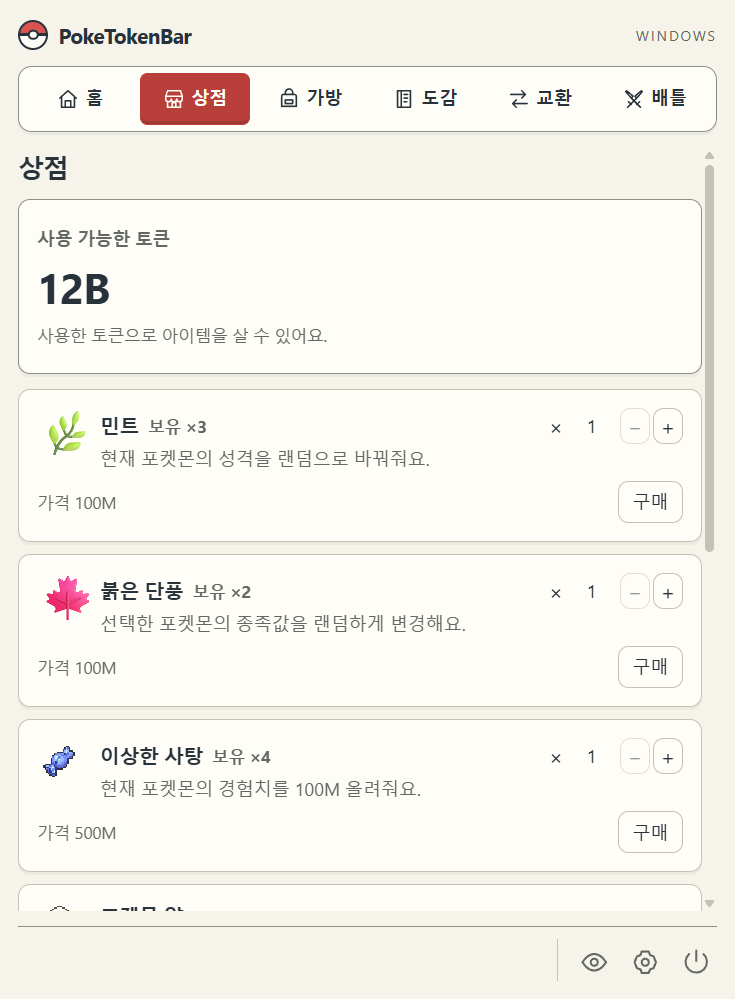 PokeTokenBar
WINDOWS
홈 상점 가방 도감 교환 배틀
상점
사용 가능한 토큰
12B
사용한 토큰으로 아이템을 살 수 있어요.
민트 보유 ×3 × 1 − +
현재 포켓몬의 성격을 랜덤으로 바꿔줘요.
가격 100M 구매
붉은 단풍 보유 ×2 × 1 − +
선택한 포켓몬의 종족값을 랜덤하게 변경해요.
가격 100M 구매
이상한 사탕 보유 ×4 × 1 − +
현재 포켓몬의 경험치를 100M 올려줘요.
가격 500M 구매